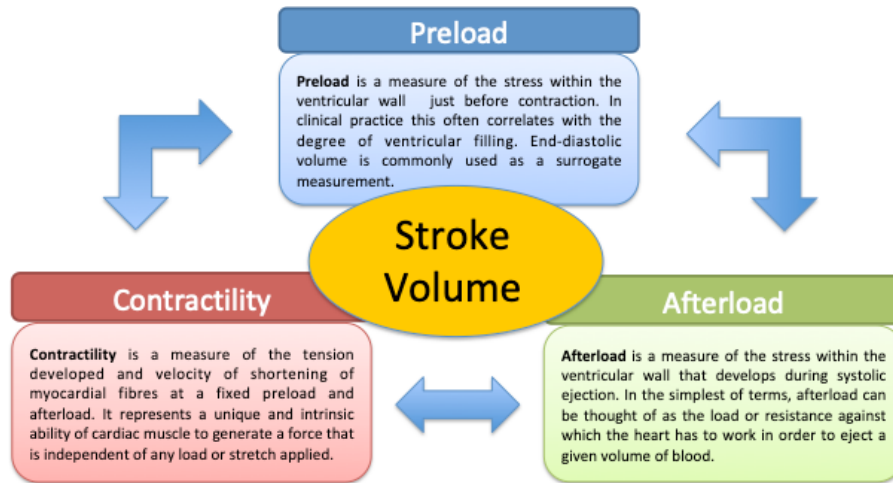 Preload
Preload is a measure of the stress within the
ventricular wall just before contraction. In
clinical practice this often correlates with the
degree of ventricular filling. End-diastolic
volume is commonly used as a surrogate
measurement.
Stroke
Volume
Contractility
Contractility is a measure of the tension
developed and velocity of shortening of
myocardial fibres at a fixed preload and
afterload. It represents a unique and intrinsic
ability of cardiac muscle to generate a force that
is independent of any load or stretch applied.
Afterload
Afterload is a measure of the stress within the
ventricular wall that develops during systolic
ejection. In the simplest of terms, afterload can
be thought of as the load or resistance against
which the heart has to work in order to eject a
given volume of blood.